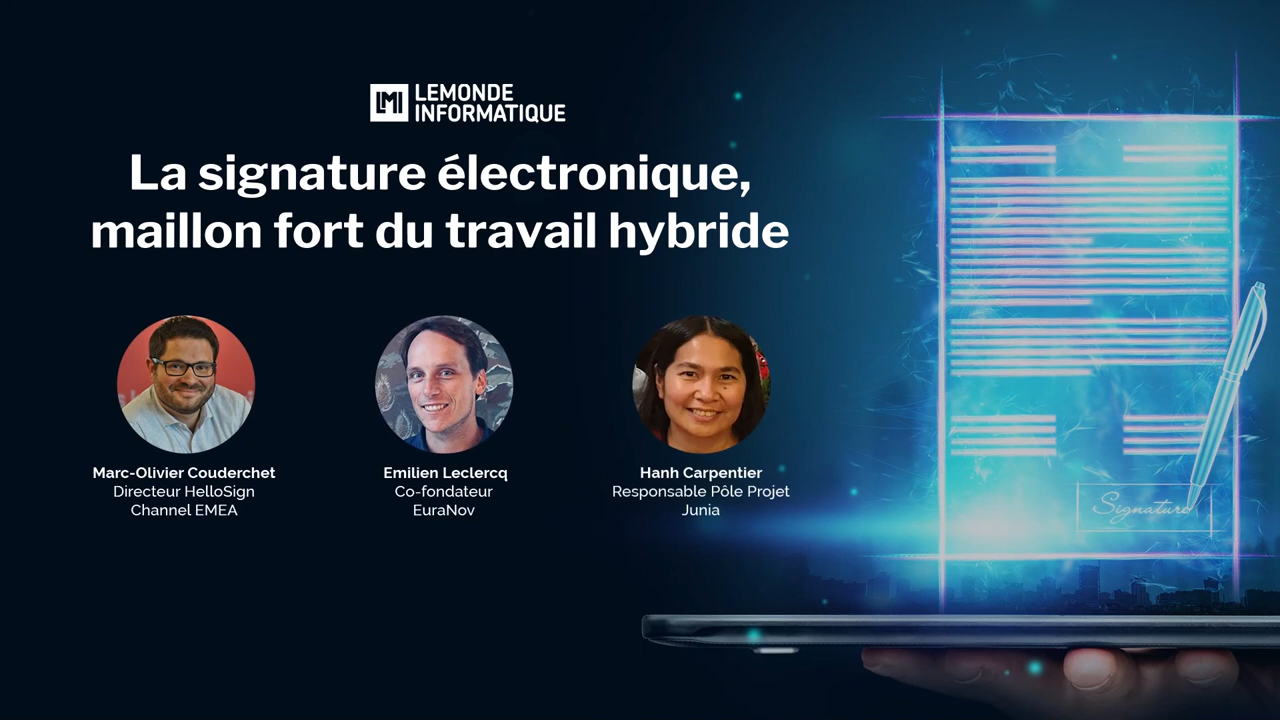 LMI LEMONDE
INFORMATIQUE
La signature électronique,
maillon fort du travail hybride
Marc-Olivier Couderchet
Directeur HelloSign
Channel EMEA
Emilien Leclercq
Co-fondateur
EuraNov
Hanh Carpentier
Responsable Pôle Projet
Junia
Signature